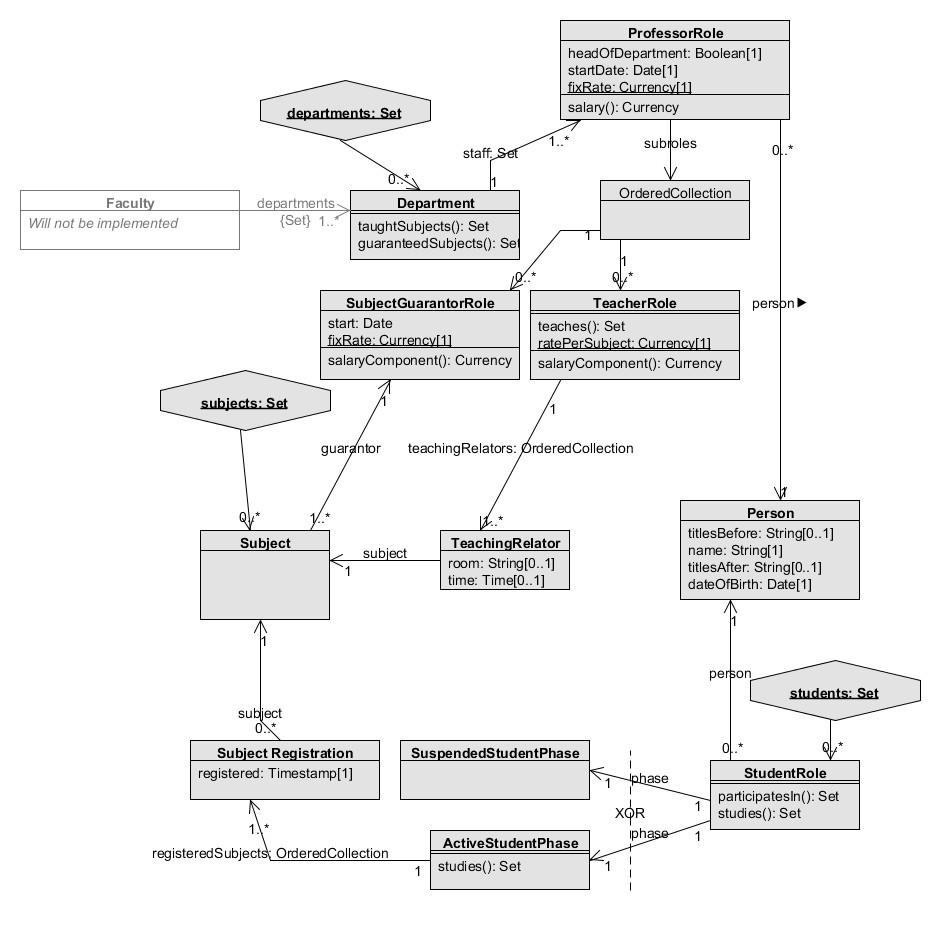 ProfessorRole
headOfDepartment: Boolean[1]
startDate: Date[1]
fixRate: Currency[1]
salary(): Currency
departments: Set
1..*
0..*
staff: Set
subroles
0..*
1
OrderedCollection
Faculty
Will not be implemented
departments
{Set} 1..*
Department
taughtSubjects(): Set
guaranteedSubjects(): Set
1
1
0..*
0..*
SubjectGuarantorRole
start: Date
fixRate: Currency[1]
salaryComponent(): Currency
TeacherRole
teaches(): Set
ratePerSubject: Currency[1]
salaryComponent(): Currency
person
subjects: Set
1
1
guarantor
teachingRelators: OrderedCollection
1
0..*
1..*
1..*
Subject
subject
1
TeachingRelator
room: String[0..1]
time: Time[0..1]
Person
titlesBefore: String[0..1]
name: String[1]
titlesAfter: String[0..1]
dateOfBirth: Date[1]
1
1
person
students: Set
subject
0..*
0..*
0..*
Subject Registration
registered: Timestamp[1]
SuspendedStudentPhase
1
phase
1
StudentRole
participatesIn(): Set
studies(): Set
XOR
1..*
phase
1
registeredSubjects: OrderedCollection
1
ActiveStudentPhase
studies(): Set
1